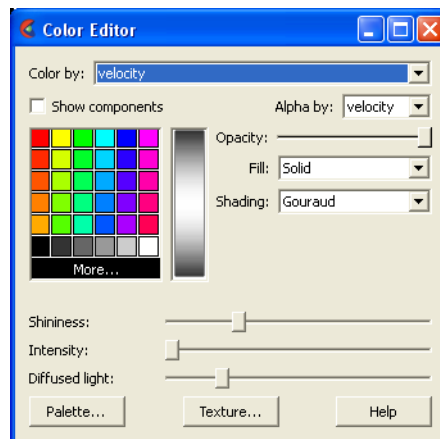 Color Editor
Color by: velocity
Show components
Alpha by: velocity
Opacity:
Fill: Solid
Shading: Gouraud
More...
Shininess:
Intensity:
Diffused light:
Palette... Texture... Help